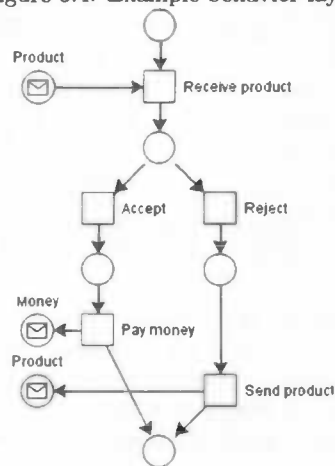 Product
Receive product
Accept
Reject
Money
Pay money
Product
Send product